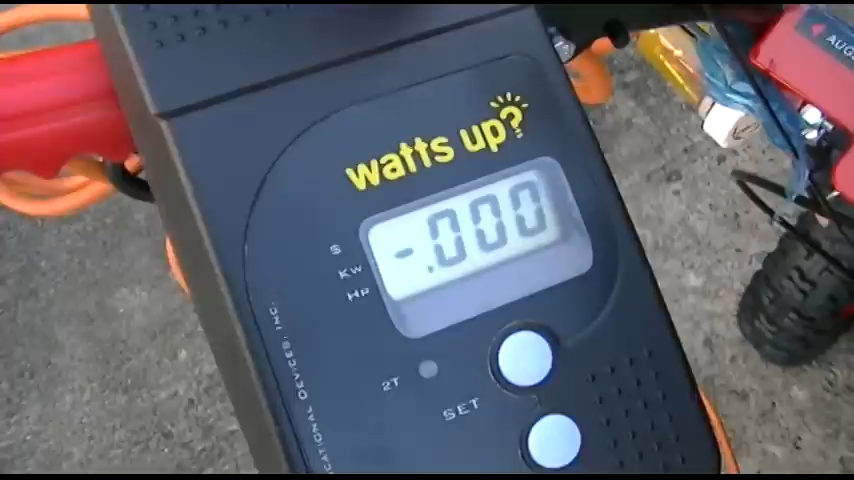 watts up?
-.000
S
Kw
HP
2T
SET
CATIONAL DEVICES, INC.